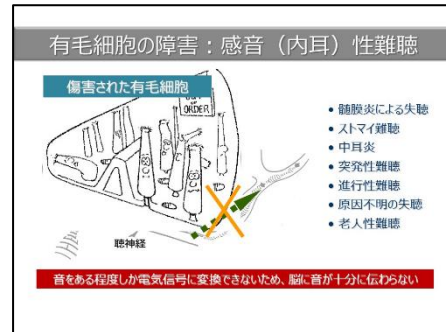 有毛細胞の障害：感音（内耳）性難聴
傷害された有毛細胞
OUT OF
ORDER
• 髄膜炎による失聴
• ストマイ難聴
• 中耳炎
• 突発性難聴
• 進行性難聴
• 原因不明の失聴
• 老人性難聴
聴神経
音をある程度しか電気信号に変換できないため、脳に音が十分に伝わらない